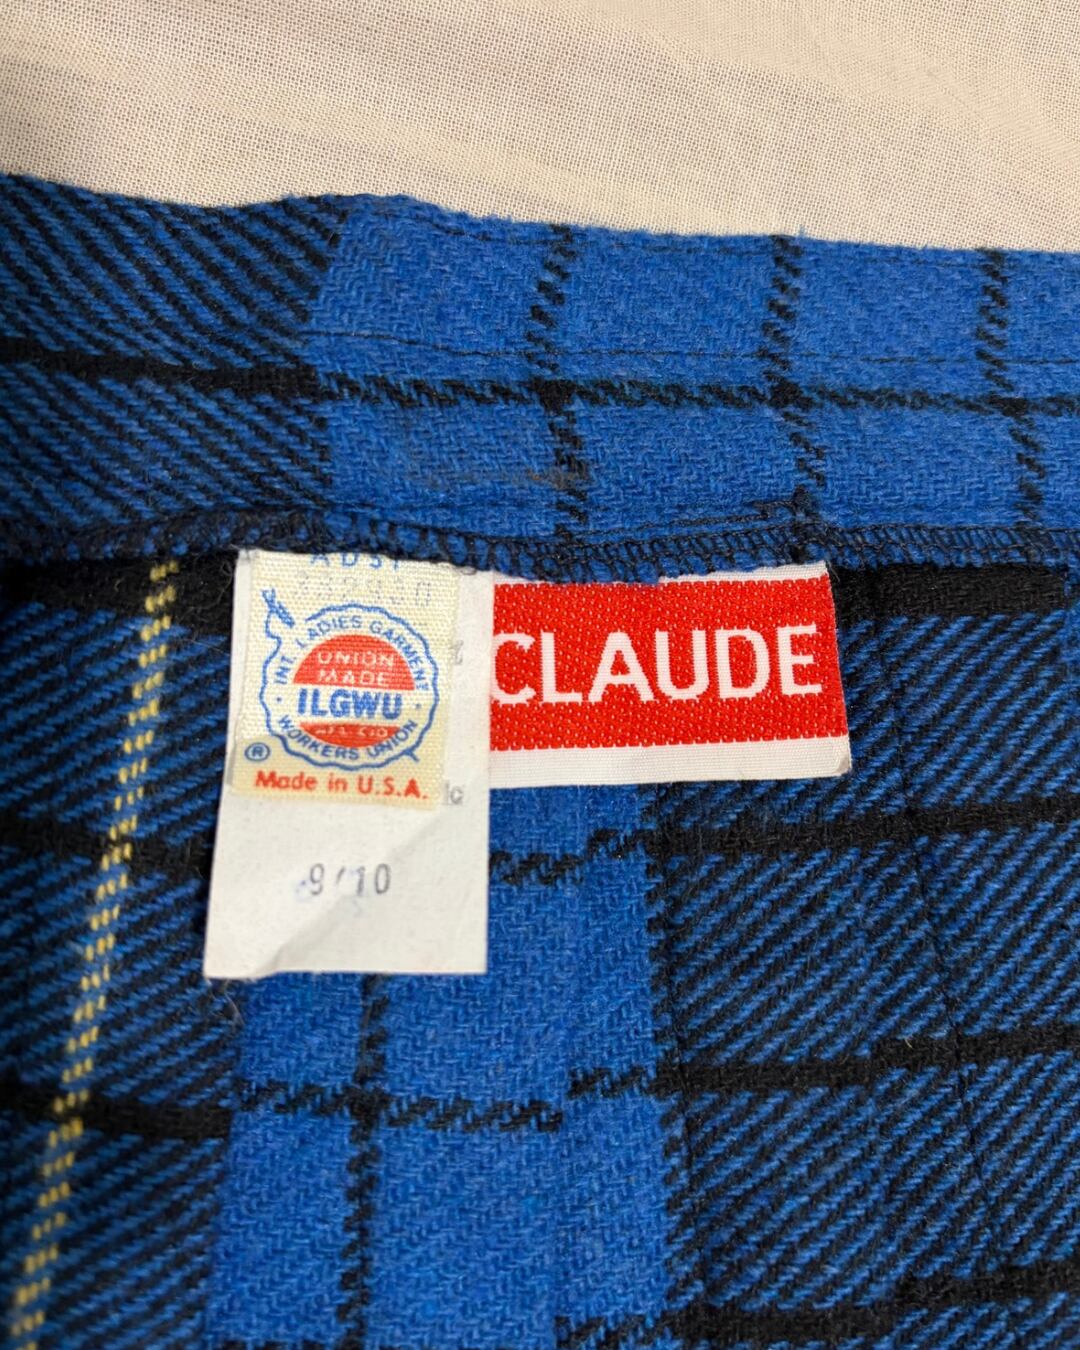 INT. LADIES GARMENT
UNION
MADE
ILGWU
WORKERS UNION
®
Made in U.S.A.
9/10
CLAUDE